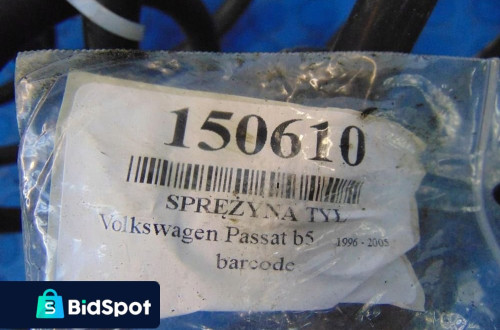 150610
SPRĘŻYNA TYŁ
Volkswagen Passat b5 1996 - 2005
barcode
BidSpot